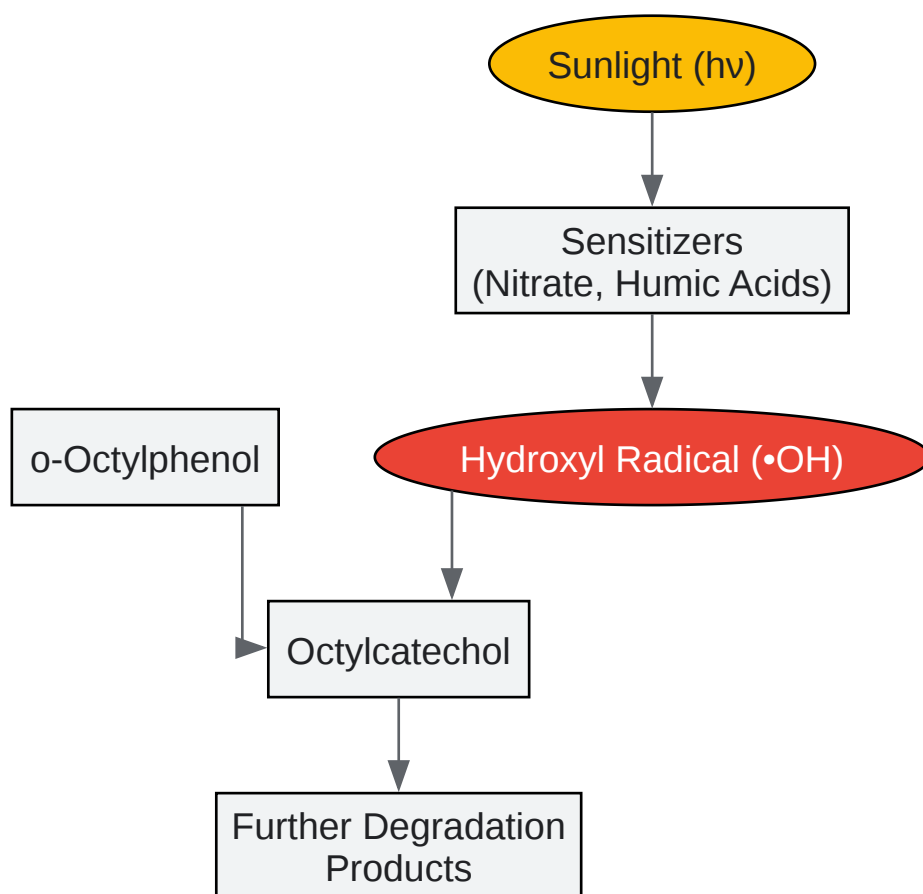 Sunlight (hν)
Sensitizers
(Nitrate, Humic Acids)
o-Octylphenol
Hydroxyl Radical (•OH)
Octylcatechol
Further Degradation
Products